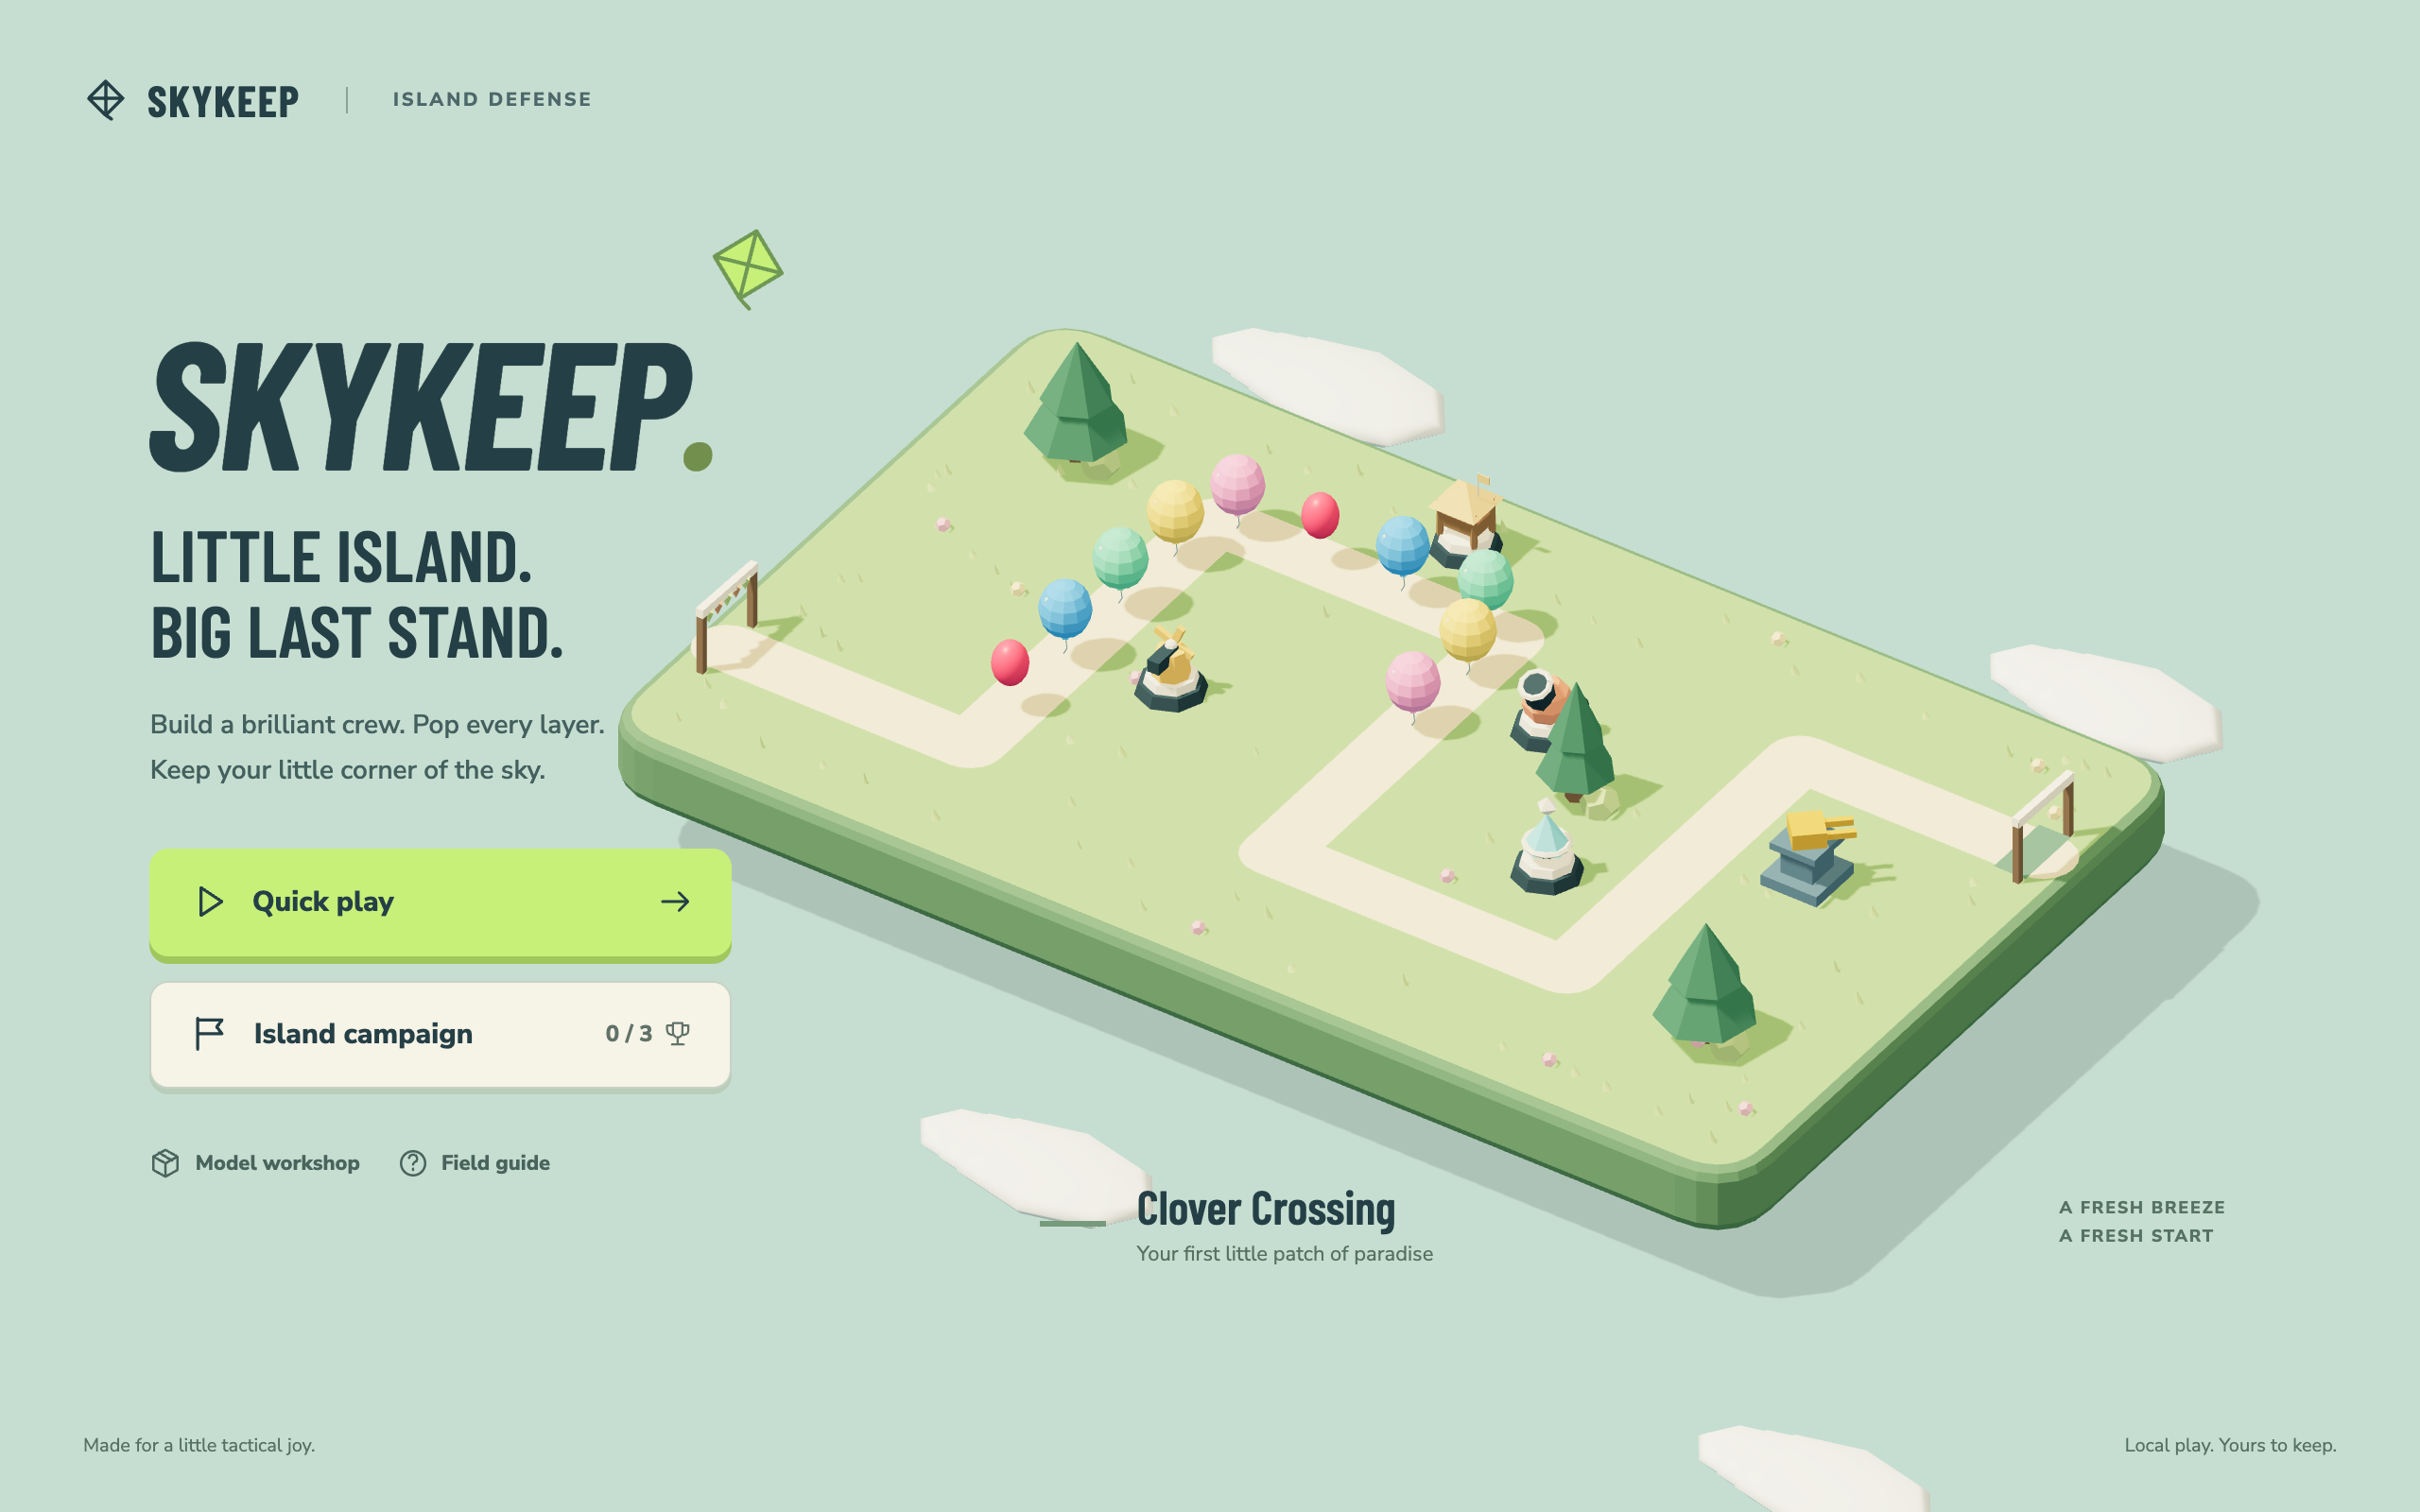 SKYKEEP
ISLAND DEFENSE
SKYKEEP.
LITTLE ISLAND.
BIG LAST STAND.
Build a brilliant crew. Pop every layer.
Keep your little corner of the sky.
Quick play
Island campaign
0 / 3
Model workshop
Field guide
Clover Crossing
Your first little patch of paradise
A FRESH BREEZE
A FRESH START
Made for a little tactical joy.
Local play. Yours to keep.